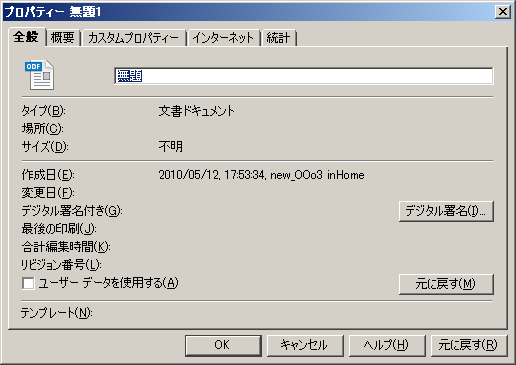 プロパティー 無題1
全般 概要 カスタムプロパティー インターネット 統計
ODF
無題
タイプ(B): 文書ドキュメント
場所(C):
サイズ(D): 不明
作成日(E): 2010/05/12, 17:53:34, new_OOo3 inHome
変更日(F):
デジタル署名付き(G): デジタル署名(I)...
最後の印刷(J):
合計編集時間(K):
リビジョン番号(L):
ユーザー データを使用する(A) 元に戻す(M)
テンプレート(N):
OK キャンセル ヘルプ(H) 元に戻す(R)